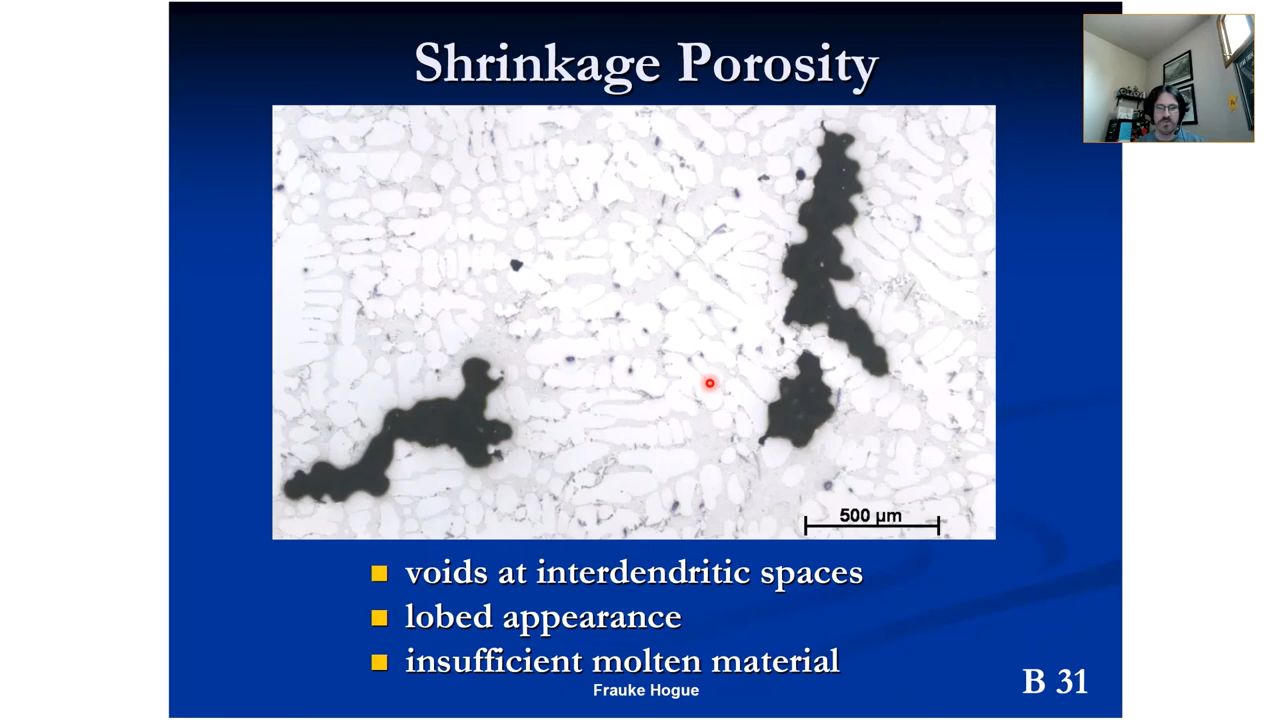 Shrinkage Porosity
500 µm
voids at interdendritic spaces
lobed appearance
insufficient molten material
Frauke Hogue
B 31